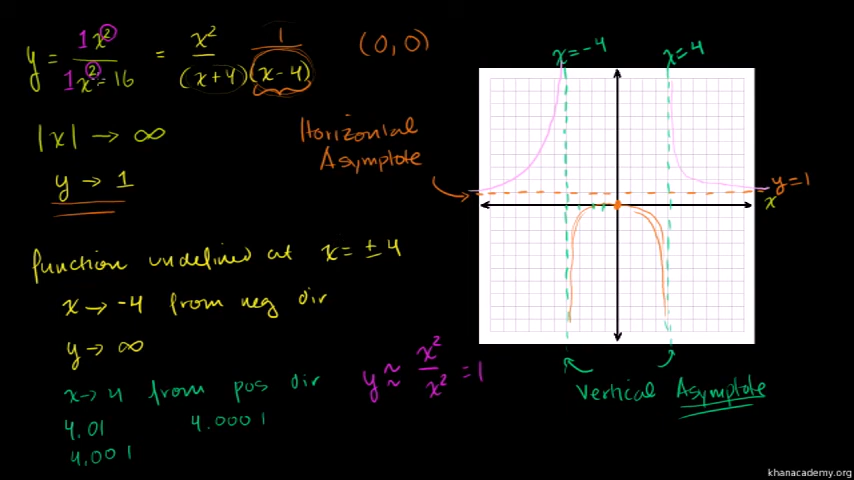 y = 1x² / 1x² - 16 = x² / (x+4)(x-4) 1 (0, 0)
|x| → ∞
y → 1
Horizontal
Asymptote
function undefined at x = ± 4
x → -4 from neg dir
y → ∞
x → 4 from pos dir
4.01 4.0001
4.001
y ≈ x² / x² = 1
x = -4 x = 4
y = 1
x
Vertical Asymptote
khanacademy.org